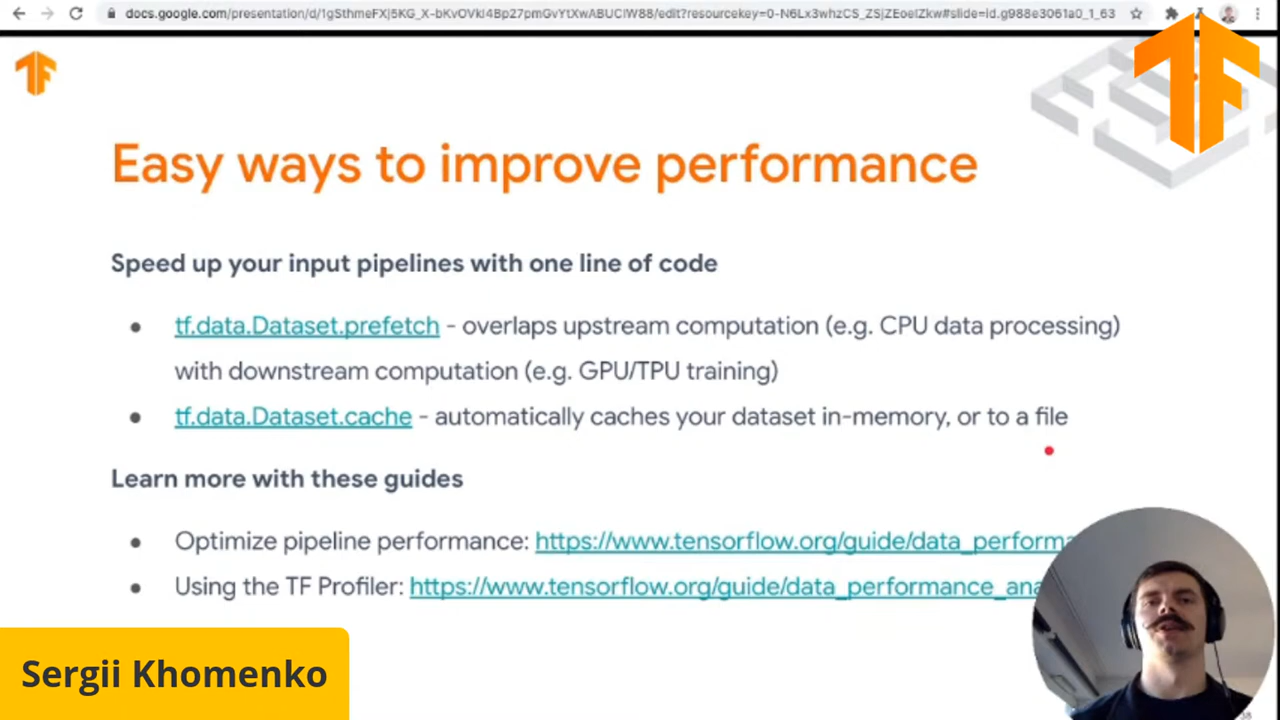 docs.google.com/presentation/d/1gSthmeFXj5KG_X-bKvOVkI4Bp27pmGvYtXwABUCIW88/edit?resourcekey=0-N6Lx3whzCS_ZSjZEoeIZkw#slide=id.g988e3061a0_1_63
Easy ways to improve performance
Speed up your input pipelines with one line of code
● tf.data.Dataset.prefetch - overlaps upstream computation (e.g. CPU data processing)
with downstream computation (e.g. GPU/TPU training)
● tf.data.Dataset.cache - automatically caches your dataset in-memory, or to a file
Learn more with these guides
● Optimize pipeline performance: https://www.tensorflow.org/guide/data_performa
● Using the TF Profiler: https://www.tensorflow.org/guide/data_performance_ana
Sergii Khomenko